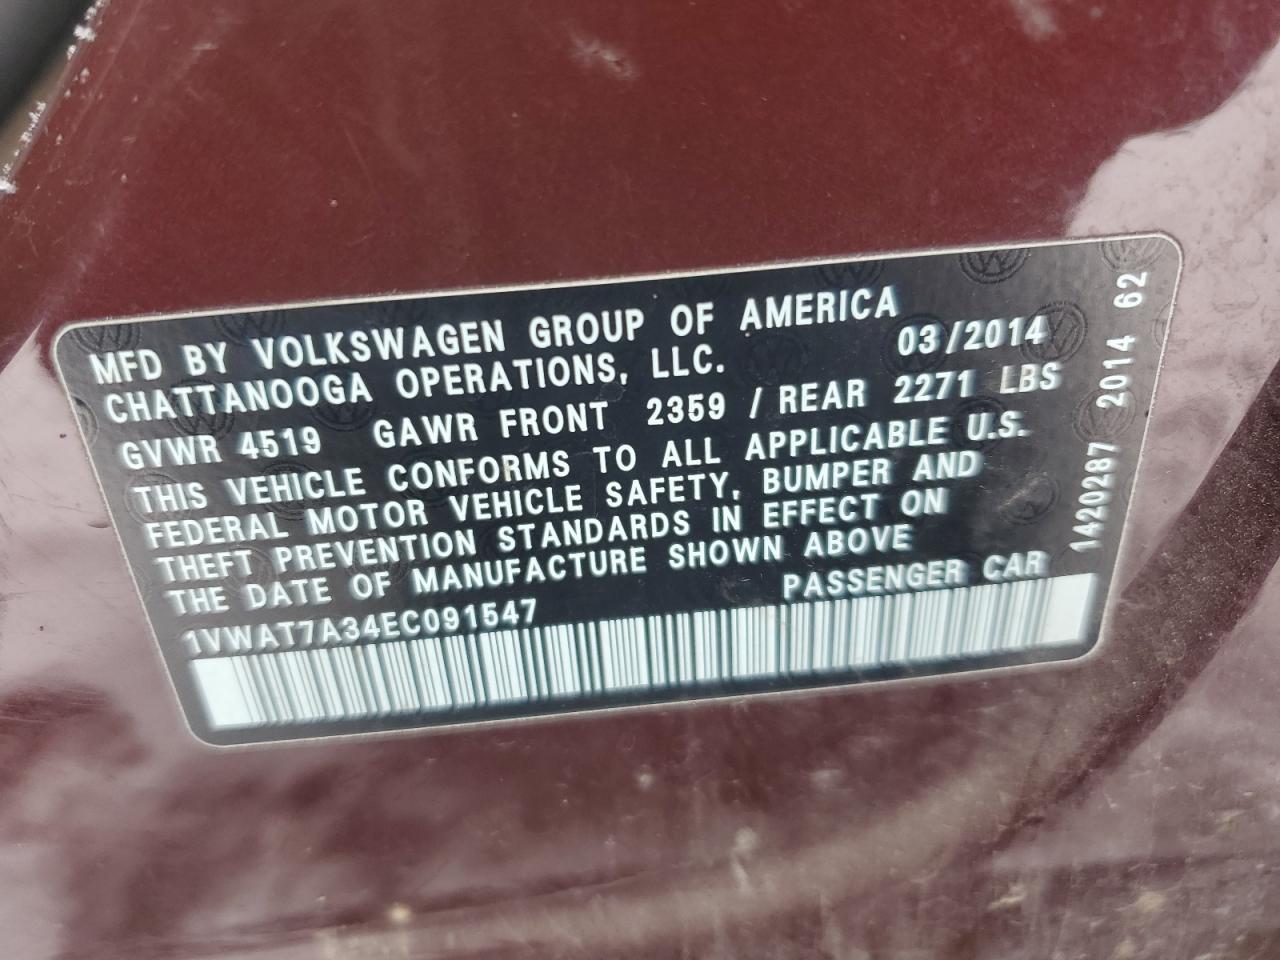 MFD BY VOLKSWAGEN GROUP OF AMERICA
CHATTANOOGA OPERATIONS, LLC. 03/2014
GVWR 4519 GAWR FRONT 2359 / REAR 2271 LBS
THIS VEHICLE CONFORMS TO ALL APPLICABLE U.S.
FEDERAL MOTOR VEHICLE SAFETY, BUMPER AND
THEFT PREVENTION STANDARDS IN EFFECT ON
THE DATE OF MANUFACTURE SHOWN ABOVE
1VWAT7A34EC091547 PASSENGER CAR
1420287 2014 62